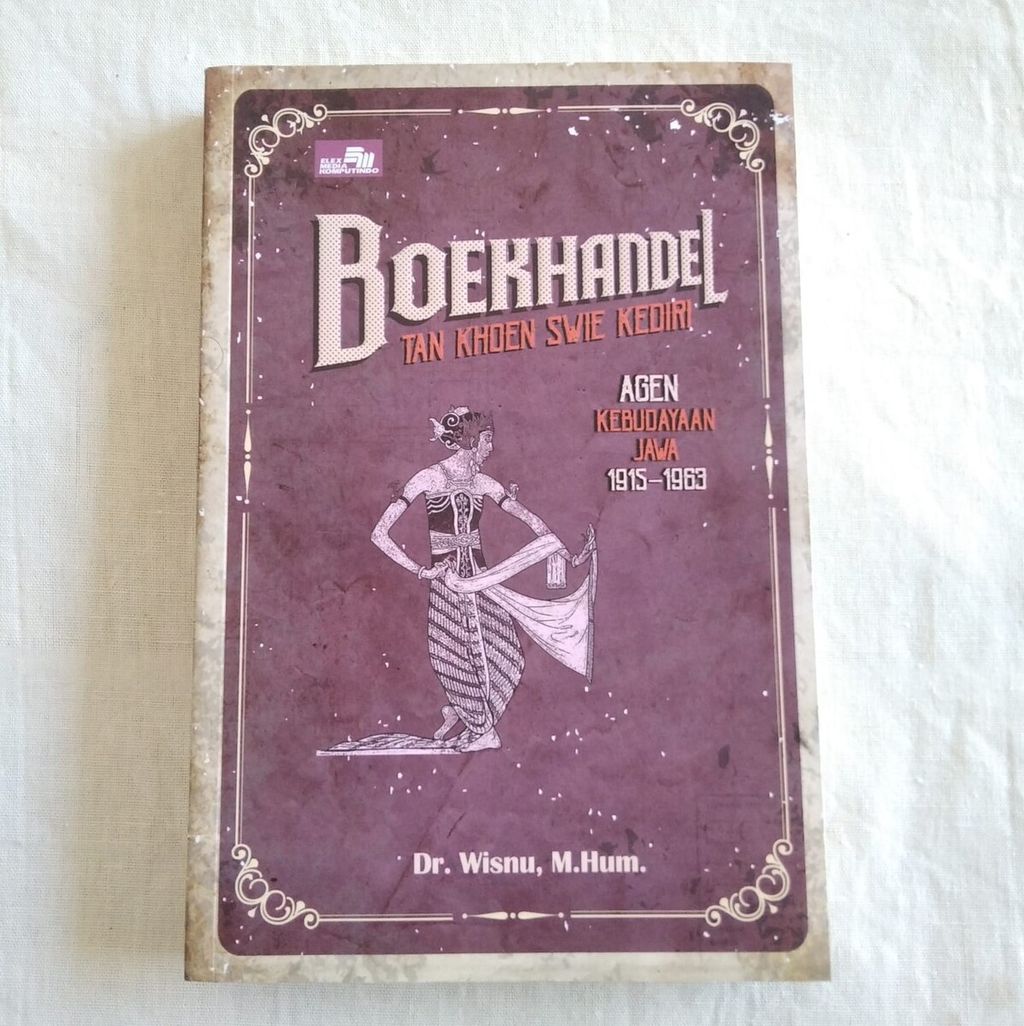 ELEX
MEDIA
KOMPUTINDO
BOEKHANDEL
TAN KHOEN SWIE KEDIRI
AGEN
KEBUDAYAAN
JAWA
1915-1963
Dr. Wisnu, M.Hum.